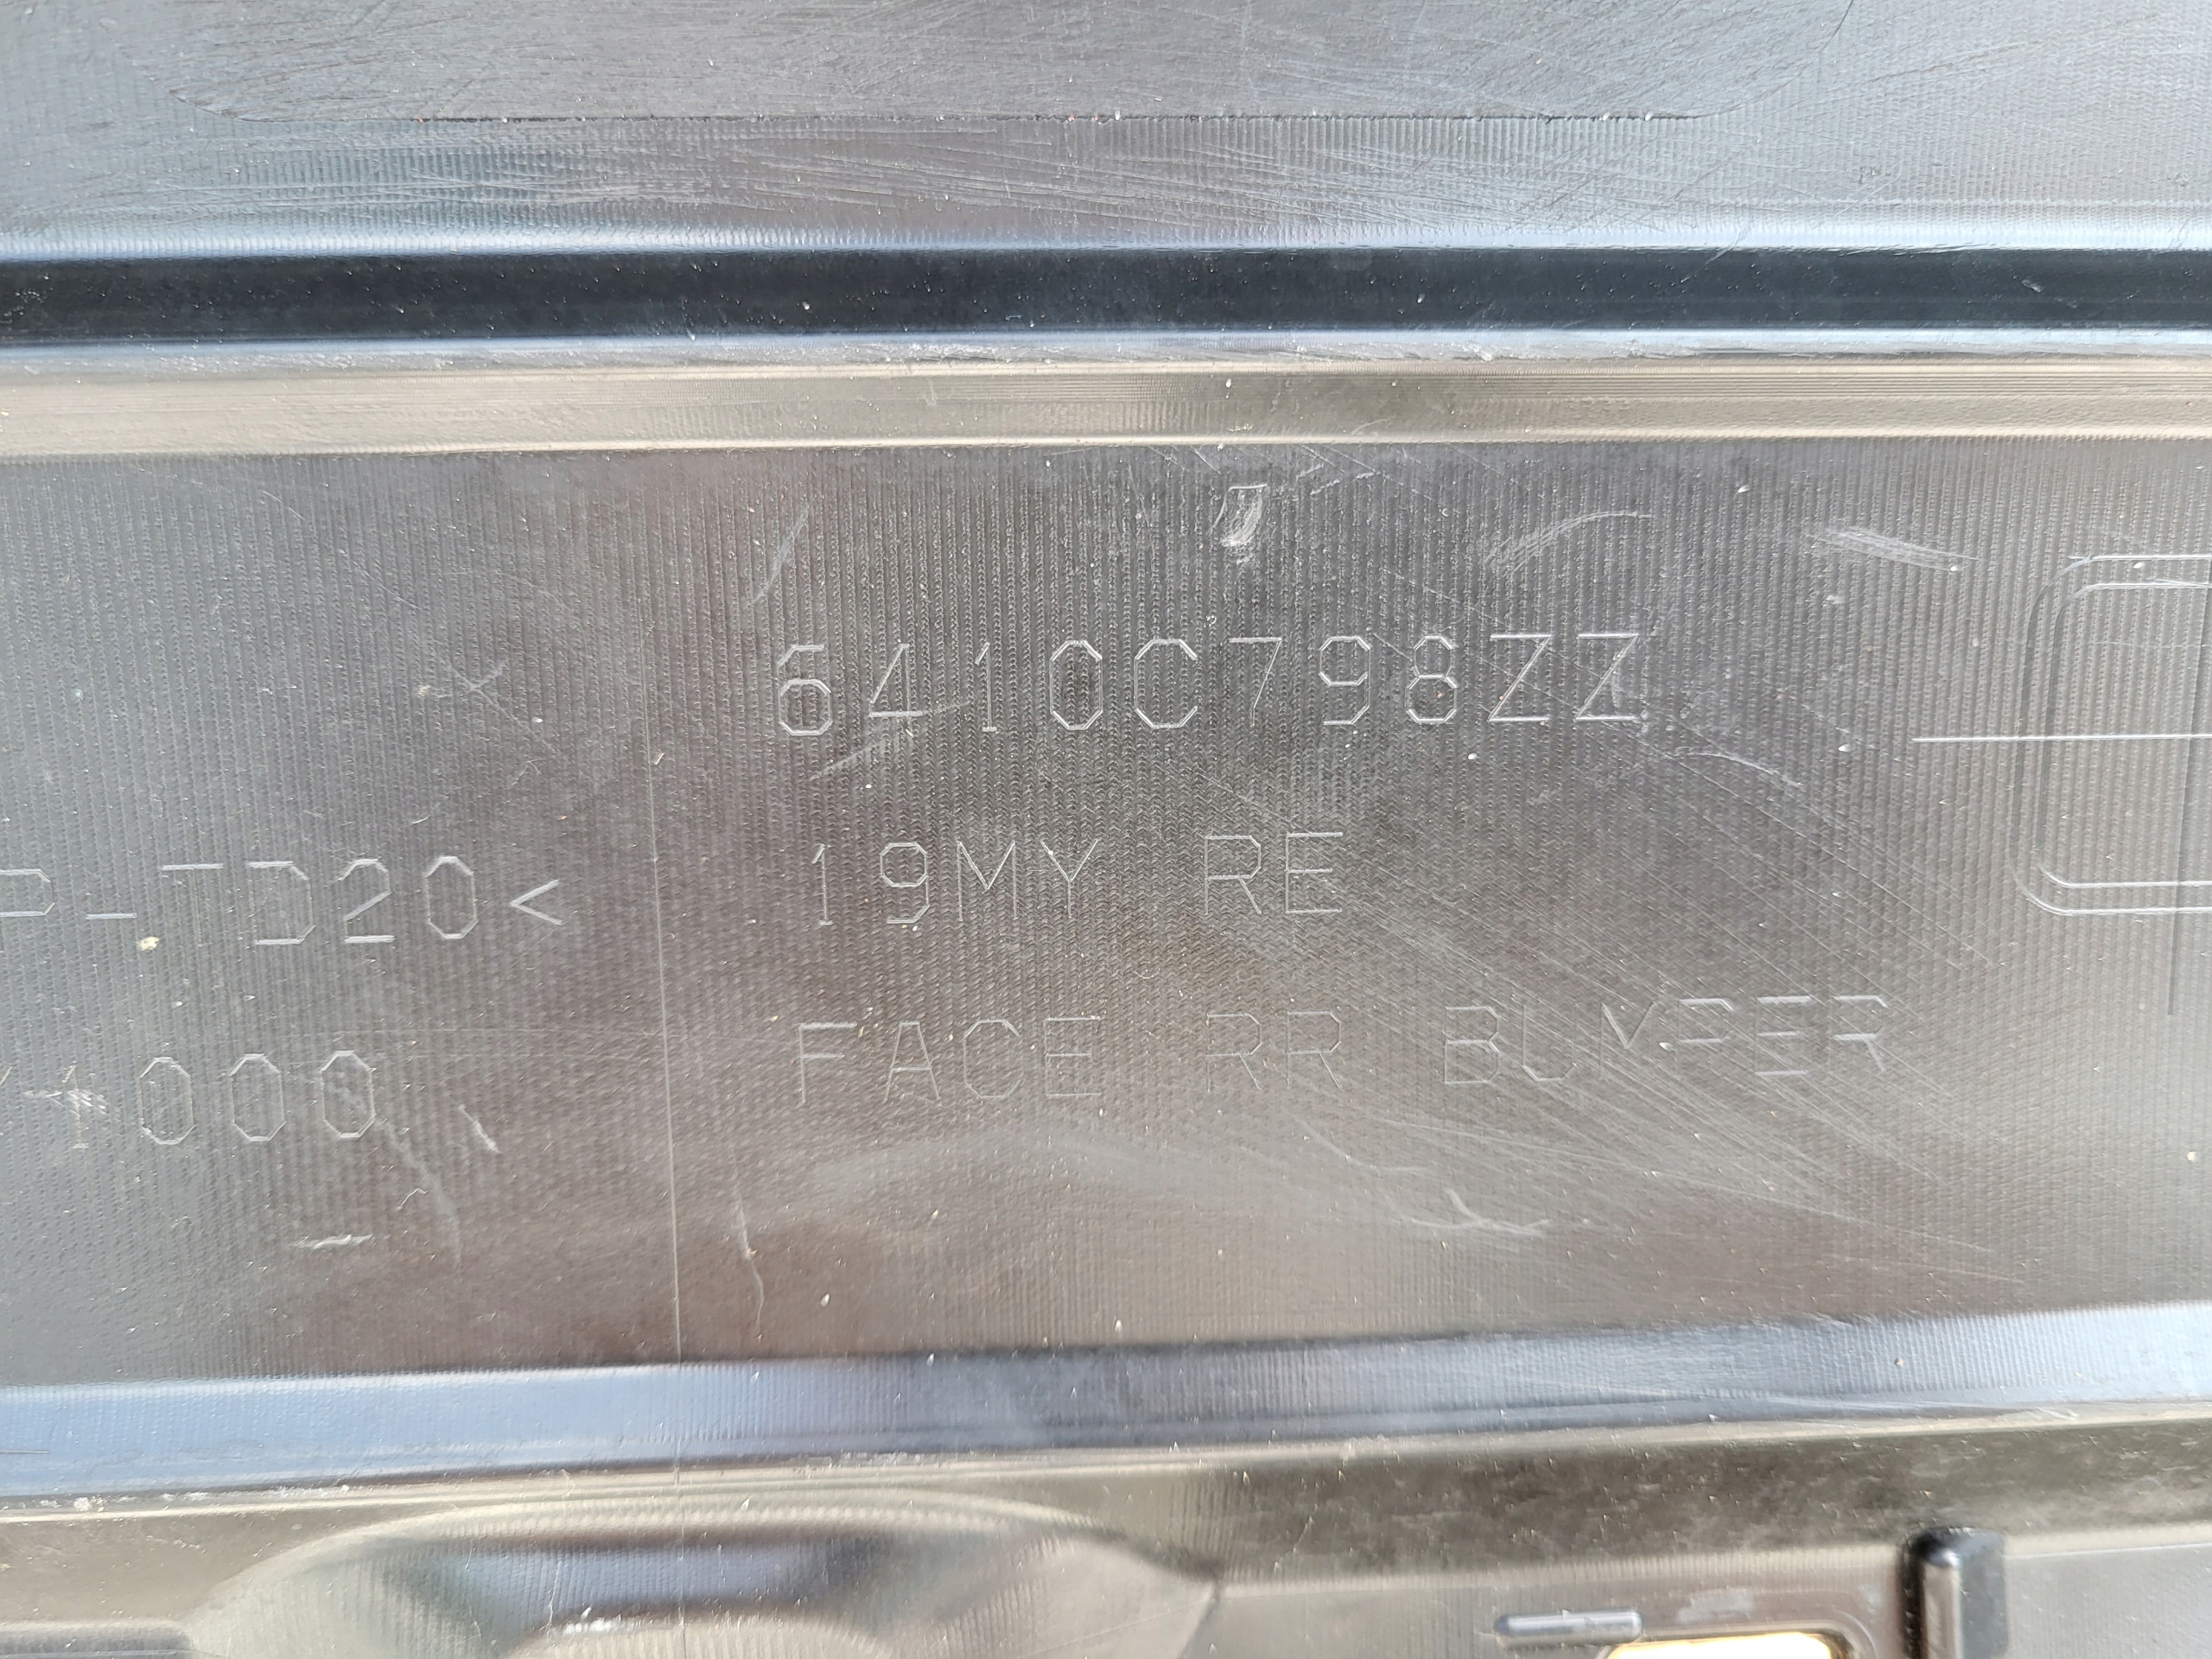 6410C798ZZ
P-TD20<
19MY RE
FACE RR BUMPER
1000